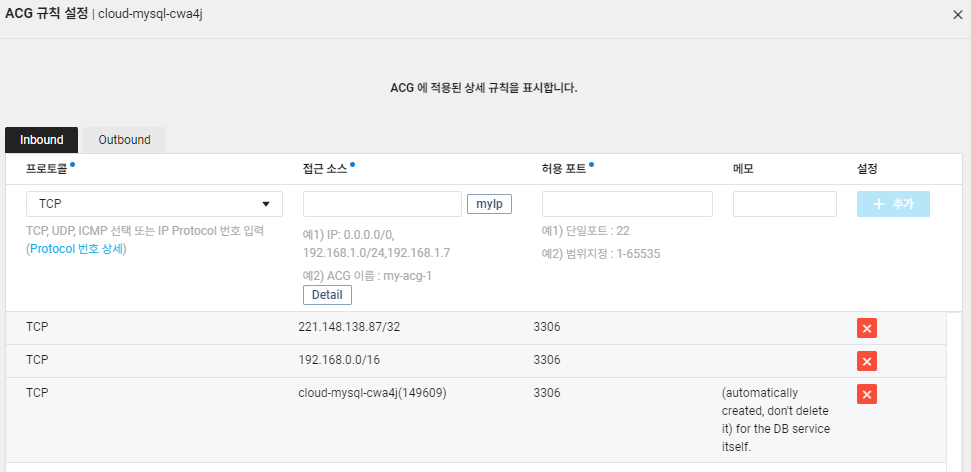 ACG 규칙 설정 | cloud-mysql-cwa4j
ACG 에 적용된 상세 규칙을 표시합니다.
Inbound Outbound
프로토콜 접근 소스 허용 포트 메모 설정
TCP myIp + 추가
TCP, UDP, ICMP 선택 또는 IP Protocol 번호 입력
(Protocol 번호 상세)
예1) IP: 0.0.0.0/0,
192.168.1.0/24,192.168.1.7
예2) ACG 이름 : my-acg-1
Detail
예1) 단일포트 : 22
예2) 범위지정 : 1-65535
TCP 221.148.138.87/32 3306
TCP 192.168.0.0/16 3306
TCP cloud-mysql-cwa4j(149609) 3306 (automatically
created, don't delete
it) for the DB service
itself.